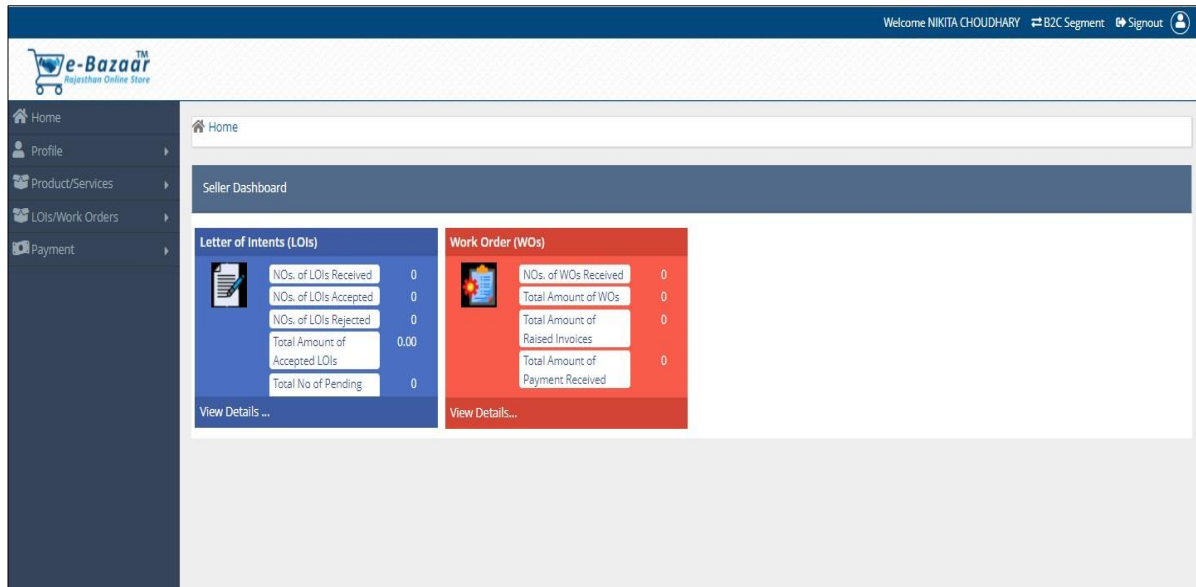 Welcome NIKITA CHOUDHARY B2C Segment Signout
e-Bazaar TM
Rajasthan Online Store
Home
Profile
Product/Services
LOIs/Work Orders
Payment
Home
Seller Dashboard
Letter of Intents (LOIs)
NOs. of LOIs Received 0
NOs. of LOIs Accepted 0
NOs. of LOIs Rejected 0
Total Amount of 0.00
Accepted LOIs
Total No of Pending 0
View Details ...
Work Order (WOs)
NOs. of WOs Received 0
Total Amount of WOs 0
Total Amount of 0
Raised Invoices
Total Amount of 0
Payment Received
View Details...